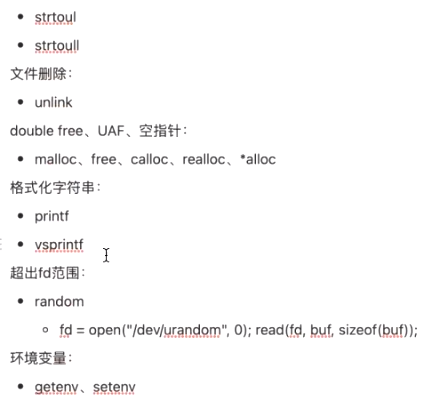 • strtoul
• strtoull
文件删除：
• unlink
double free、UAF、空指针：
• malloc、free、calloc、realloc、*alloc
格式化字符串：
• printf
• vsprintf
超出fd范围：
• random
◦ fd = open("/dev/urandom", 0); read(fd, buf, sizeof(buf));
环境变量：
• getenv、setenv